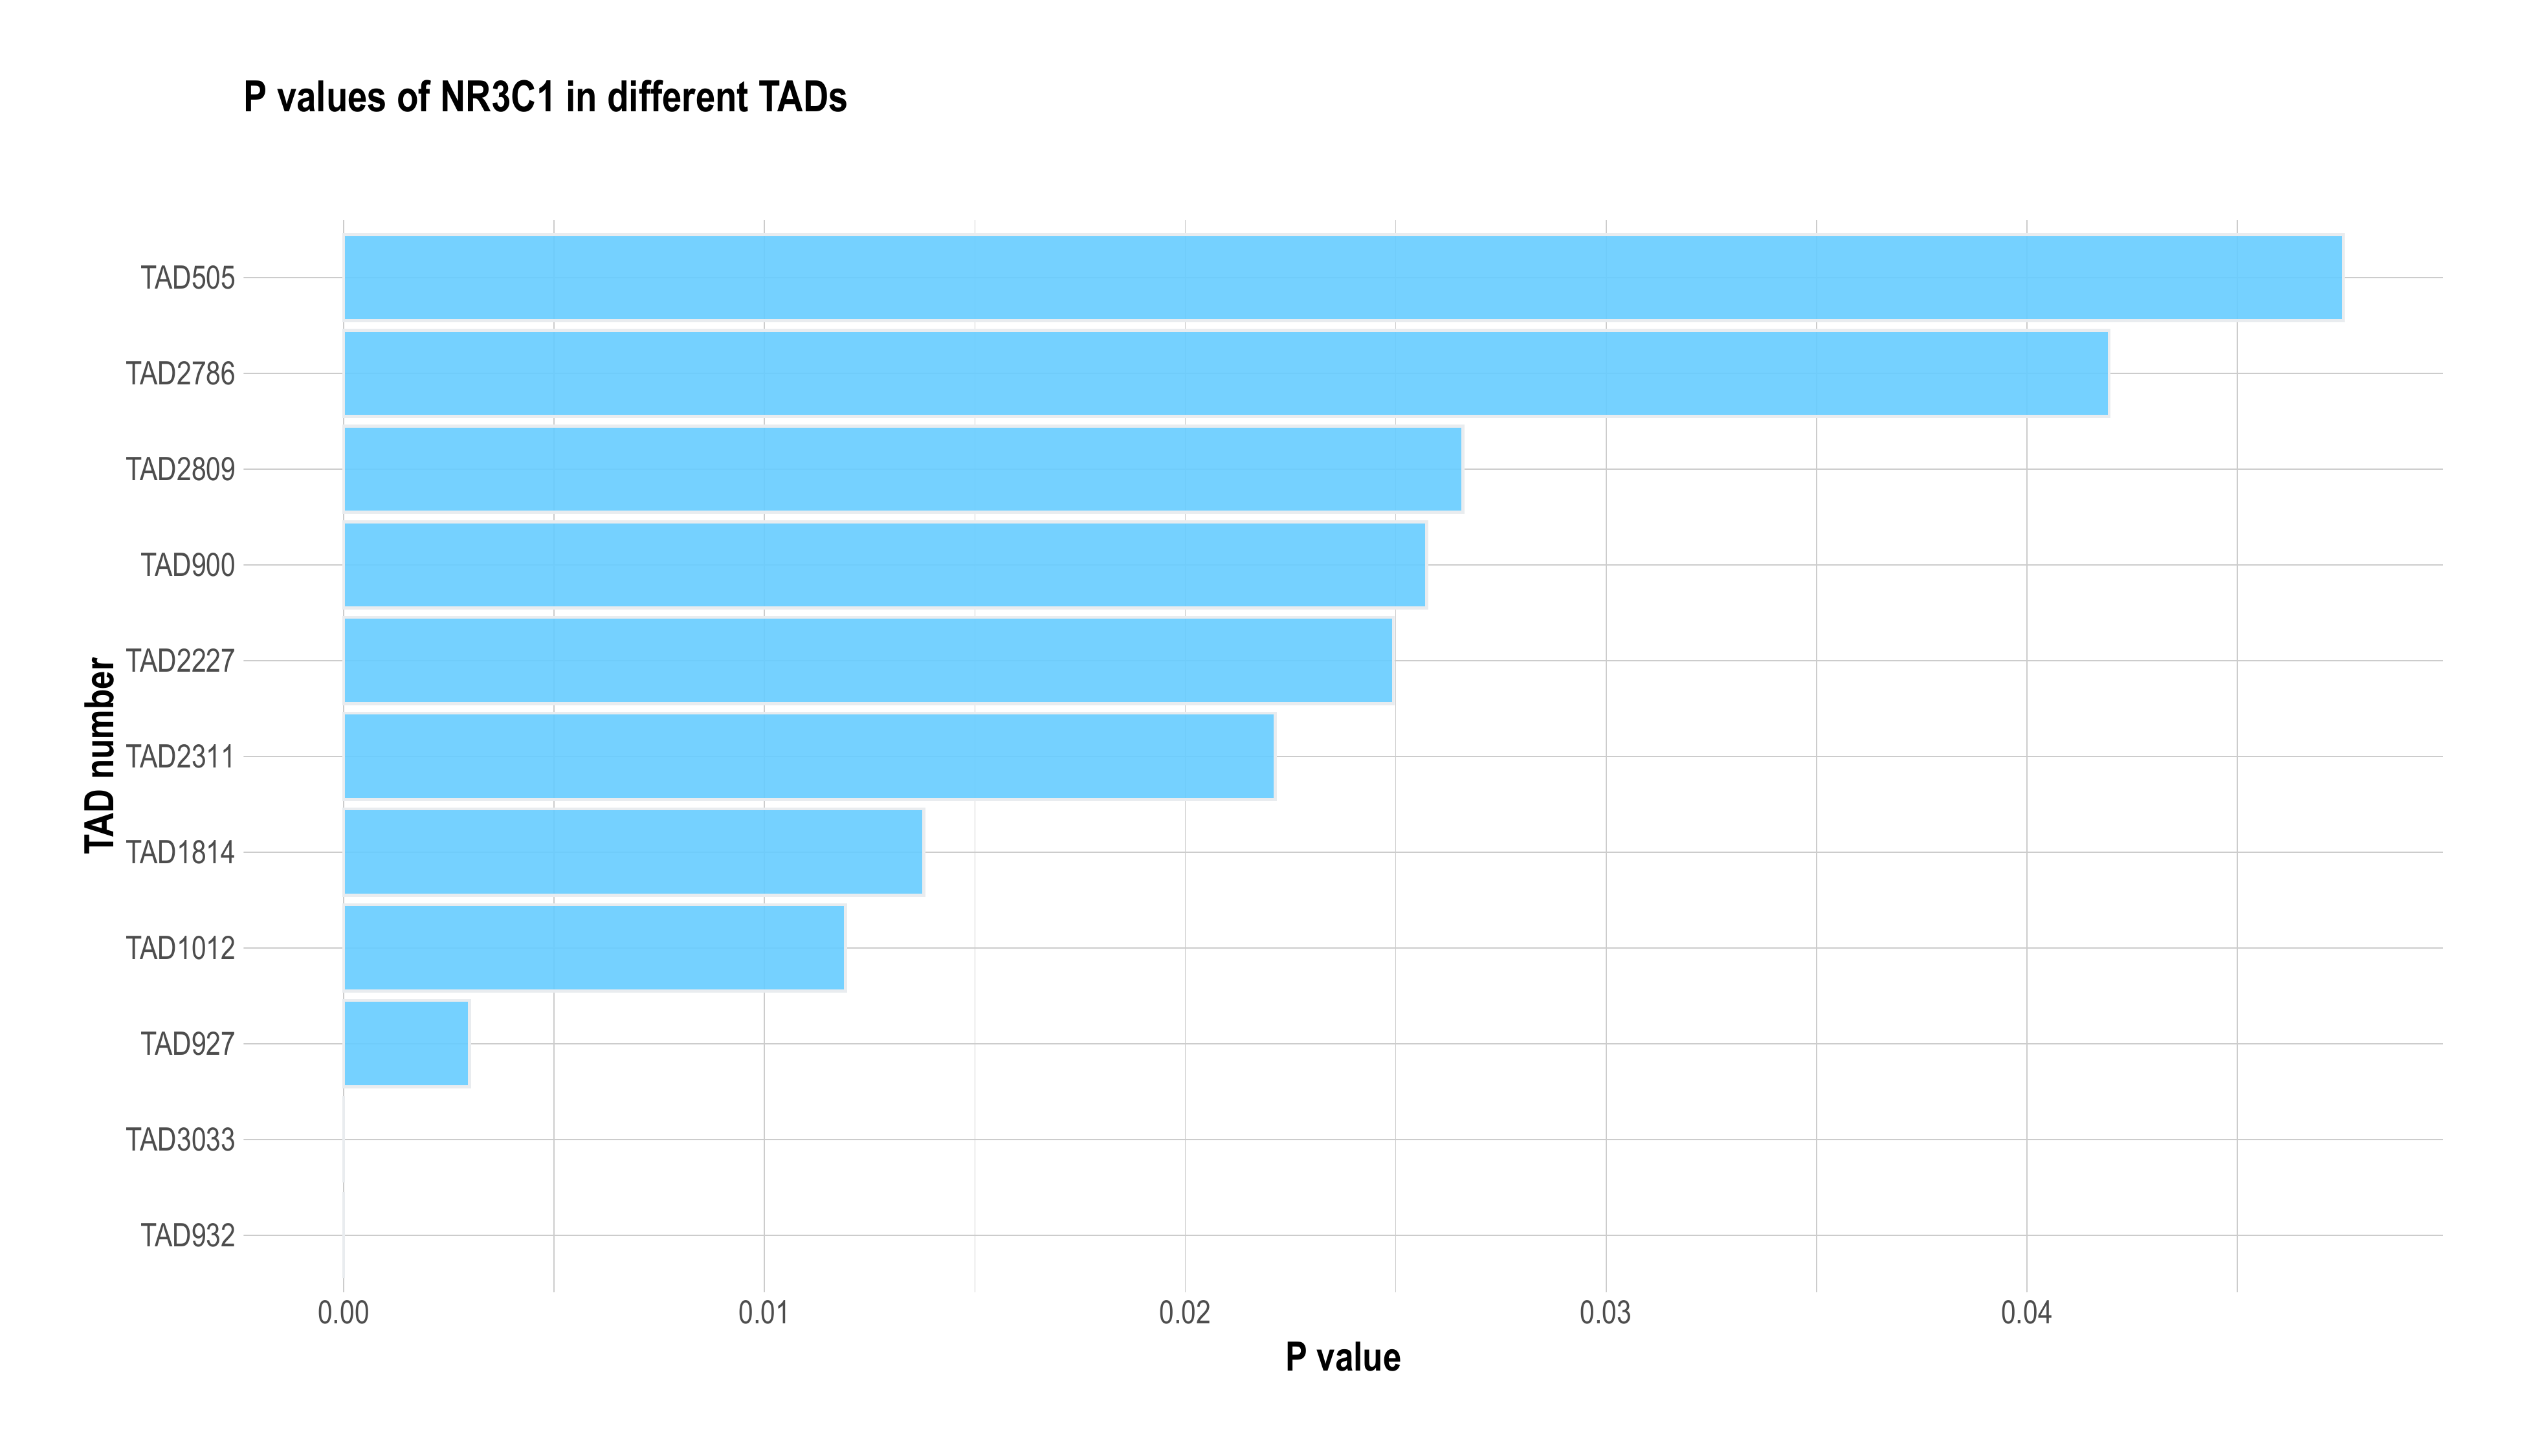 P values of NR3C1 in different TADs
TAD505
TAD2786
TAD2809
TAD900
TAD2227
TAD2311
TAD1814
TAD1012
TAD927
TAD3033
TAD932
TAD number
0.00 0.01 0.02 0.03 0.04
P value